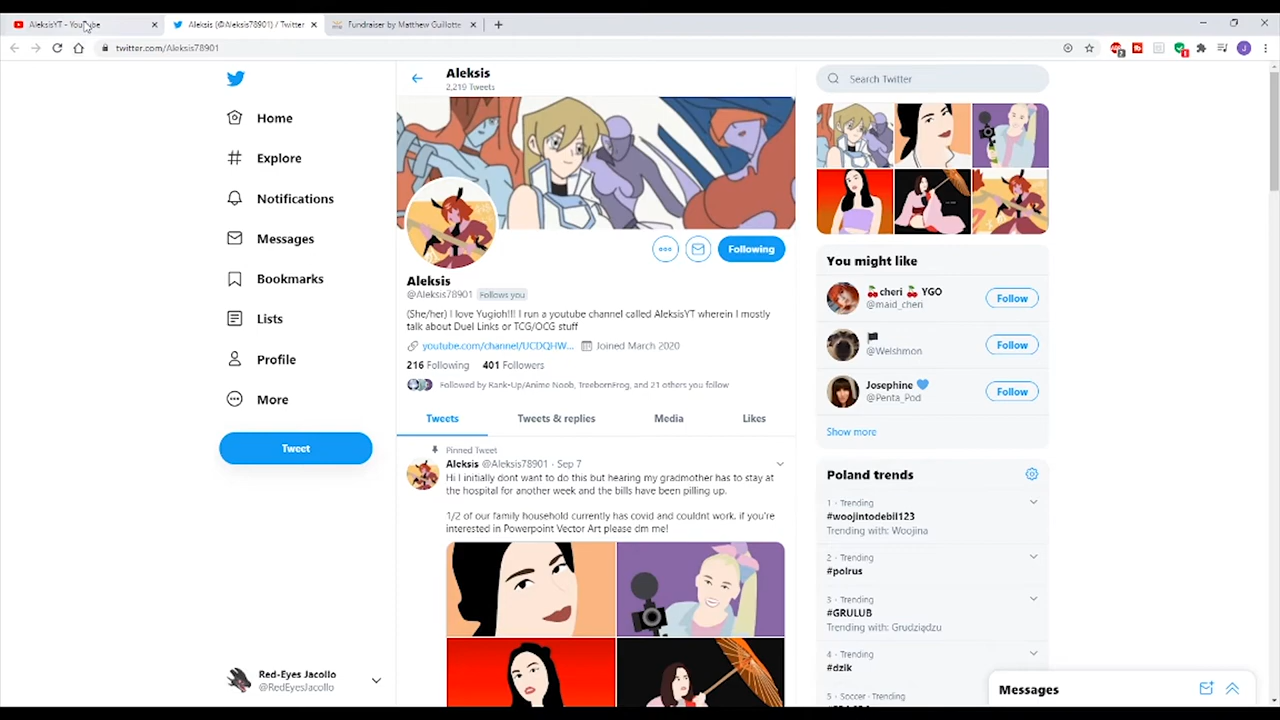 AleksisYT - YouTube
Aleksis (@Aleksis78901) / Twitter
Fundraiser by Matthew Guillotte
twitter.com/Aleksis78901
Home
Explore
Notifications
Messages
Bookmarks
Lists
Profile
More
Tweet
Red-Eyes Jacollo
@RedEyesJacollo
Aleksis
2,219 Tweets
Following
Aleksis
@Aleksis78901 Follows you
(She/her) I love Yugioh!!!! I run a youtube channel called AleksisYT wherein I mostly
talk about Duel Links or TCG/OCG stuff
youtube.com/channel/UCDQHW... Joined March 2020
216 Following 401 Followers
Followed by Rank-Up/Anime Noob, TreebornFrog, and 21 others you follow
Tweets Tweets & replies Media Likes
Pinned Tweet
Aleksis @Aleksis78901 · Sep 7
Hi I initially dont want to do this but hearing my gradmother has to stay at
the hospital for another week and the bills have been pilling up.
1/2 of our family household currently has covid and couldnt work, if you're
interested in Powerpoint Vector Art please dm me!
Search Twitter
You might like
cheri YGO
@maid_cheri
Follow
@Welshmon
Follow
Josephine
@Penta_Pod
Follow
Show more
Poland trends
1 · Trending
#woojintodebil123
Trending with: Woojina
2 · Trending
#polrus
3 · Trending
#GRULUB
Trending with: Grudziądzu
4 · Trending
#dzik
5 · Soccer · Trending
Messages